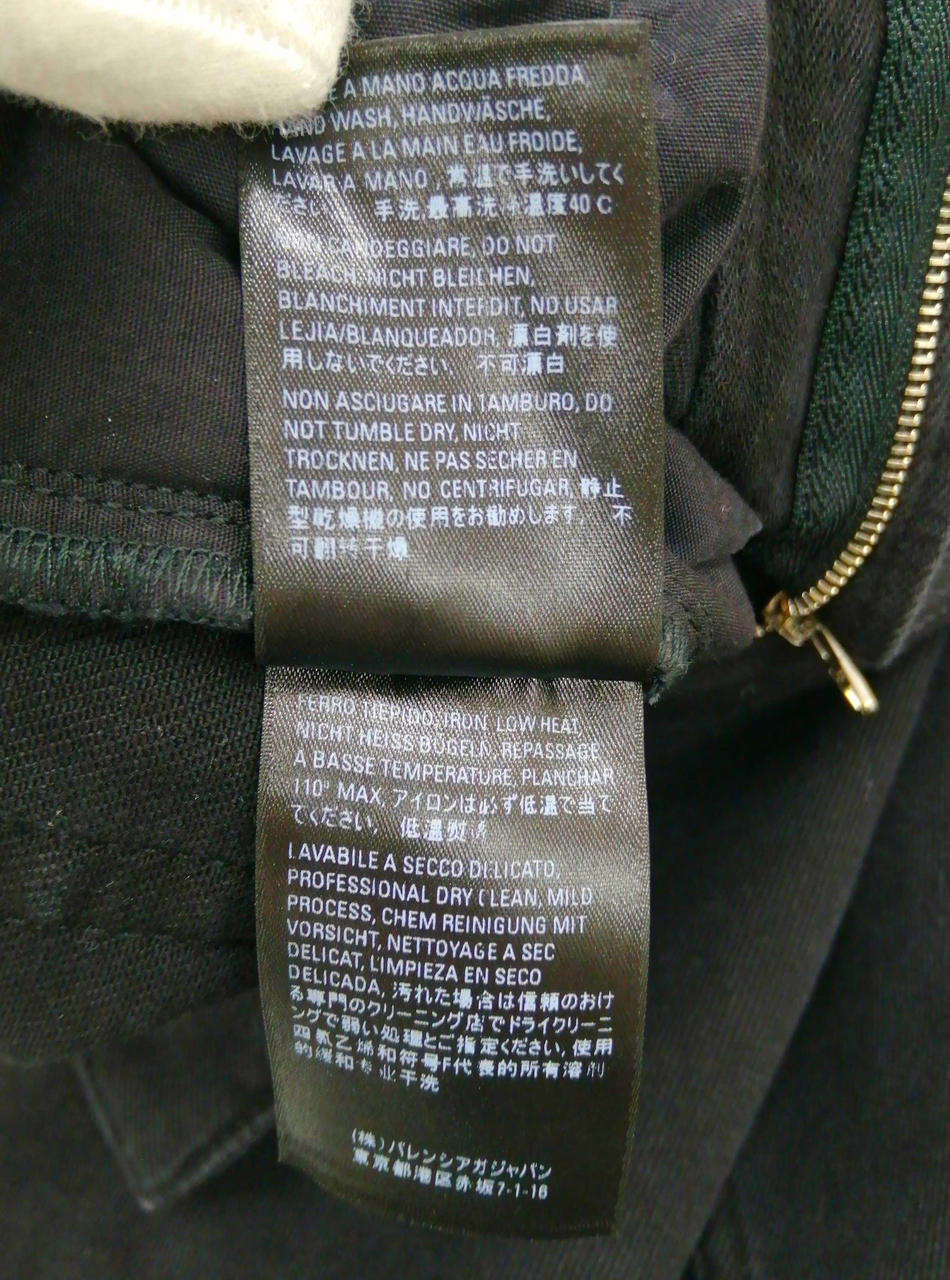 A MANO ACQUA FREDDA,
HAND WASH, HANDWÄSCHE,
LAVAGE A LA MAIN EAU FROIDE,
LAVAR A MANO, 常温で手洗いしてく
ださい。 手洗 最高洗水温度40 C
CANDEGGIARE, DO NOT
BLEACH, NICHT BLEICHEN,
BLANCHIMENT INTERDIT, NO USAR
LEJIA/BLANQUEADOR, 漂白剤を使
用しないでください。 不可漂白
NON ASCIUGARE IN TAMBURO, DO
NOT TUMBLE DRY, NICHT
TROCKNEN, NE PAS SECHER EN
TAMBOUR, NO CENTRIFUGAR, 静止
型乾燥機の使用をお勧めします。 不
可翻转干燥
FERRO TIEPIDO, IRON LOW HEAT,
NICHT HEISS BÜGELN, REPASSAGE
A BASSE TEMPERATURE, PLANCHAR
110° MAX, アイロンは必ず低温で当て
てください。 低温熨烫
LAVABILE A SECCO DELICATO,
PROFESSIONAL DRY CLEAN, MILD
PROCESS, CHEM REINIGUNG MIT
VORSICHT, NETTOYAGE A SEC
DELICAT, LIMPIEZA EN SECO
DELICADA, 汚れた場合は信頼のおけ
る専門のクリーニング店でドライクリーニ
ングで弱い処理とご指定ください, 使用
四氯乙烯和符号F代表的所有溶剂
的缓和专业干洗
(株)バレンシアガジャパン
東京都港区赤坂7-1-16